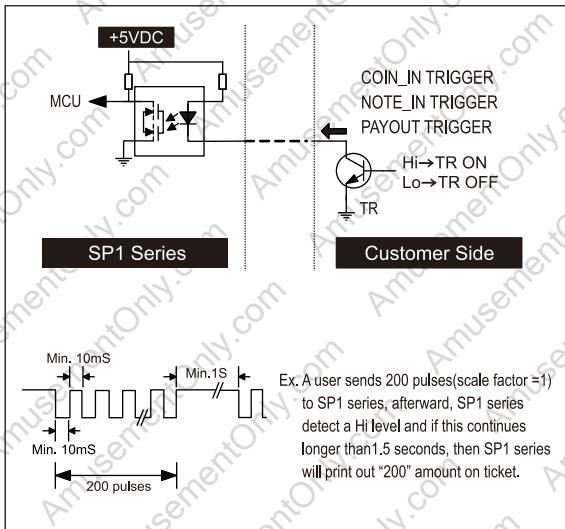 +5VDC
MCU
COIN_IN TRIGGER
NOTE_IN TRIGGER
PAYOUT TRIGGER
Hi→TR ON
Lo→TR OFF
TR
SP1 Series
Customer Side
Min. 10mS
Min.1S
Min. 10mS
200 pulses
Ex. A user sends 200 pulses(scale factor =1)
to SP1 series, afterward, SP1 series
detect a Hi level and if this continues
longer than1.5 seconds, then SP1 series
will print out “200” amount on ticket.
AmusementOnly.com